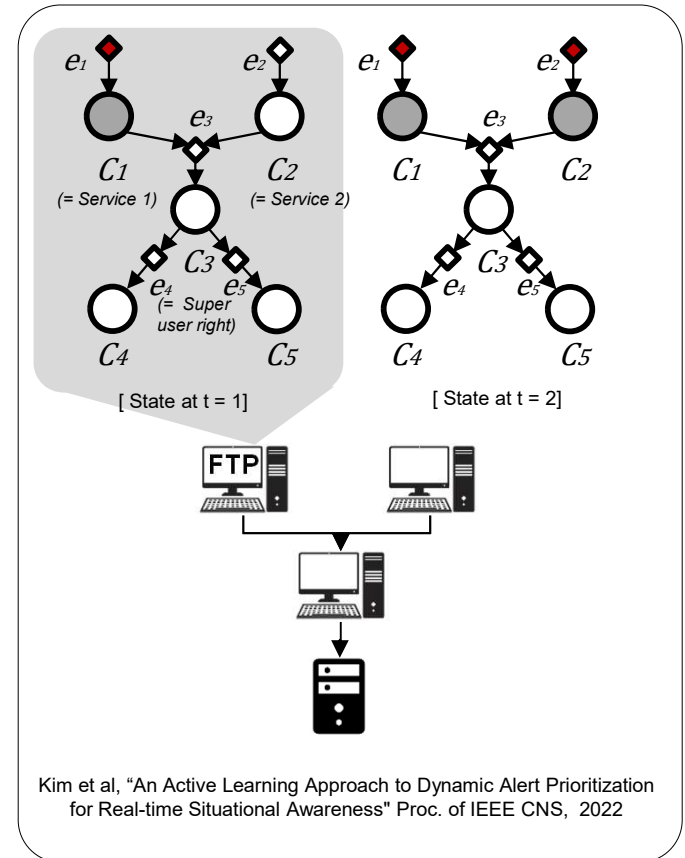 e1
e2
e3
C1
C2
(= Service 1)
(= Service 2)
C3
e4
e5
(= Super
user right)
C4
C5
[ State at t = 1]
e1
e2
e3
C1
C2
C3
e4
e5
C4
C5
[ State at t = 2]
FTP
Kim et al, “An Active Learning Approach to Dynamic Alert Prioritization
for Real-time Situational Awareness" Proc. of IEEE CNS, 2022